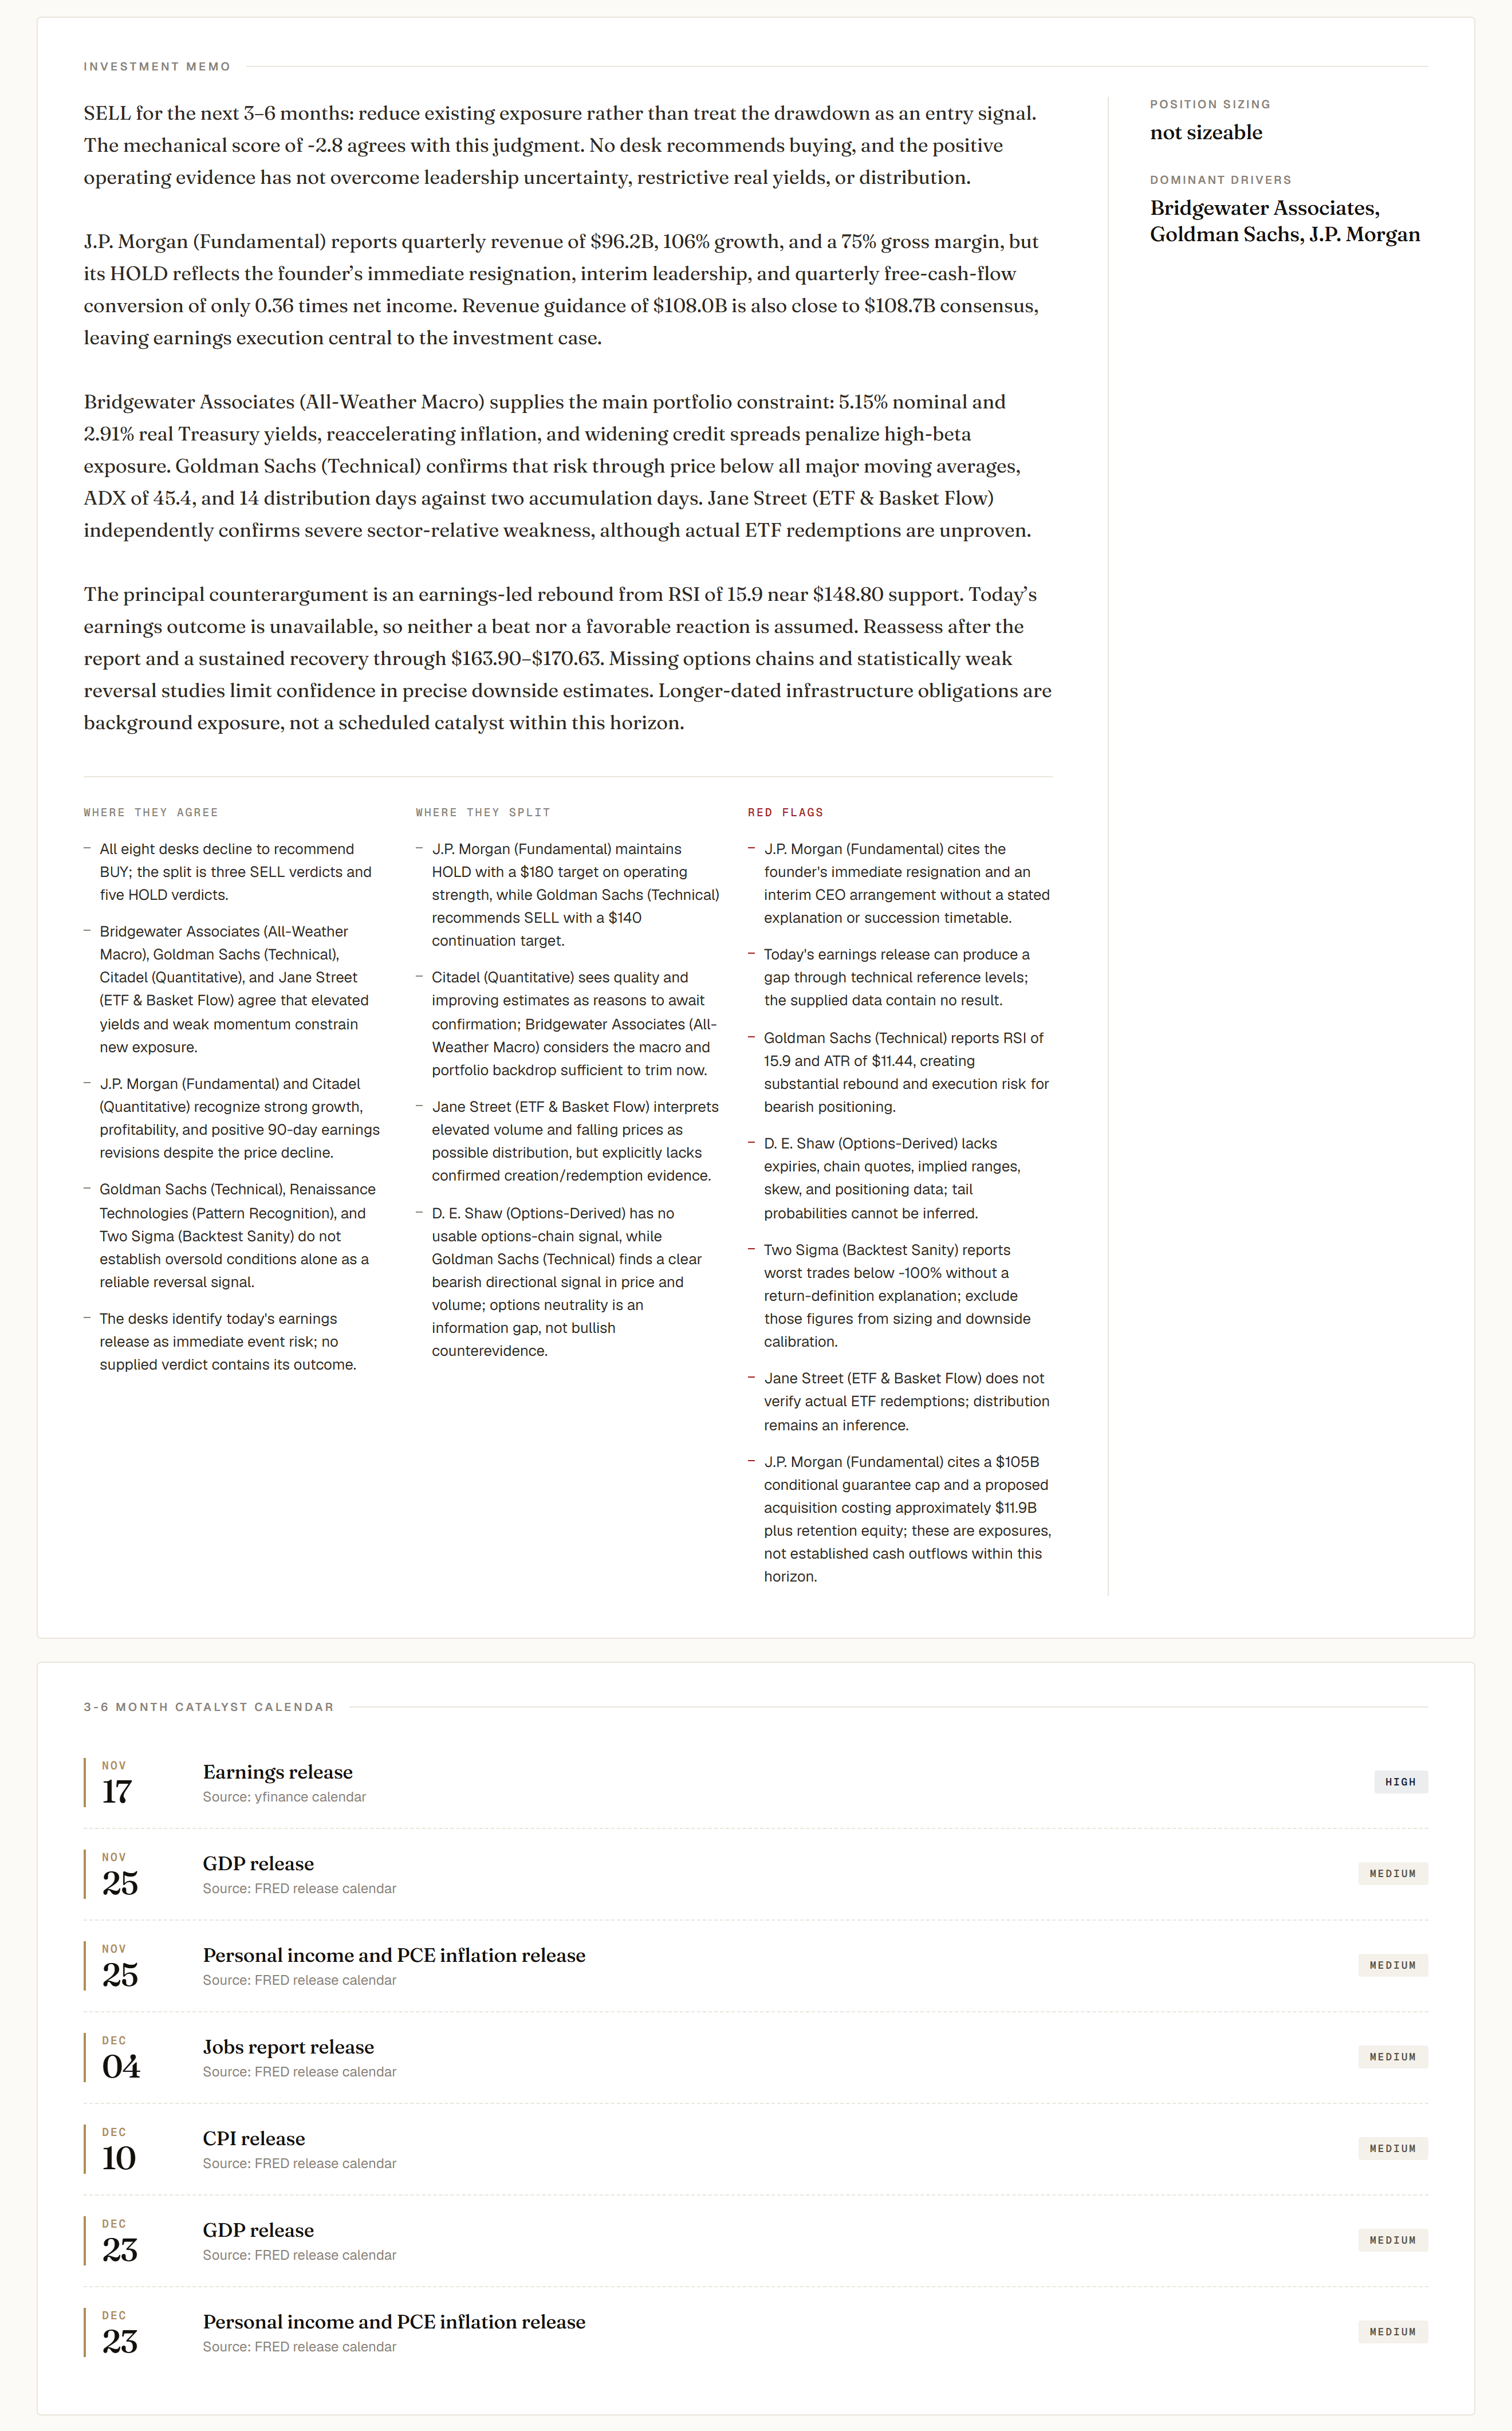 INVESTMENT MEMO
SELL for the next 3–6 months: reduce existing exposure rather than treat the drawdown as an entry signal.
The mechanical score of -2.8 agrees with this judgment. No desk recommends buying, and the positive
operating evidence has not overcome leadership uncertainty, restrictive real yields, or distribution.
J.P. Morgan (Fundamental) reports quarterly revenue of $96.2B, 106% growth, and a 75% gross margin, but
its HOLD reflects the founder’s immediate resignation, interim leadership, and quarterly free-cash-flow
conversion of only 0.36 times net income. Revenue guidance of $108.0B is also close to $108.7B consensus,
leaving earnings execution central to the investment case.
Bridgewater Associates (All-Weather Macro) supplies the main portfolio constraint: 5.15% nominal and
2.91% real Treasury yields, reaccelerating inflation, and widening credit spreads penalize high-beta
exposure. Goldman Sachs (Technical) confirms that risk through price below all major moving averages,
ADX of 45.4, and 14 distribution days against two accumulation days. Jane Street (ETF & Basket Flow)
independently confirms severe sector-relative weakness, although actual ETF redemptions are unproven.
The principal counterargument is an earnings-led rebound from RSI of 15.9 near $148.80 support. Today’s
earnings outcome is unavailable, so neither a beat nor a favorable reaction is assumed. Reassess after the
report and a sustained recovery through $163.90–$170.63. Missing options chains and statistically weak
reversal studies limit confidence in precise downside estimates. Longer-dated infrastructure obligations are
background exposure, not a scheduled catalyst within this horizon.
POSITION SIZING
not sizeable
DOMINANT DRIVERS
Bridgewater Associates,
Goldman Sachs, J.P. Morgan
WHERE THEY AGREE
– All eight desks decline to recommend
BUY; the split is three SELL verdicts and
five HOLD verdicts.
– Bridgewater Associates (All-Weather
Macro), Goldman Sachs (Technical),
Citadel (Quantitative), and Jane Street
(ETF & Basket Flow) agree that elevated
yields and weak momentum constrain
new exposure.
– J.P. Morgan (Fundamental) and Citadel
(Quantitative) recognize strong growth,
profitability, and positive 90-day earnings
revisions despite the price decline.
– Goldman Sachs (Technical), Renaissance
Technologies (Pattern Recognition), and
Two Sigma (Backtest Sanity) do not
establish oversold conditions alone as a
reliable reversal signal.
– The desks identify today's earnings
release as immediate event risk; no
supplied verdict contains its outcome.
WHERE THEY SPLIT
– J.P. Morgan (Fundamental) maintains
HOLD with a $180 target on operating
strength, while Goldman Sachs (Technical)
recommends SELL with a $140
continuation target.
– Citadel (Quantitative) sees quality and
improving estimates as reasons to await
confirmation; Bridgewater Associates (All-
Weather Macro) considers the macro and
portfolio backdrop sufficient to trim now.
– Jane Street (ETF & Basket Flow) interprets
elevated volume and falling prices as
possible distribution, but explicitly lacks
confirmed creation/redemption evidence.
– D. E. Shaw (Options-Derived) has no
usable options-chain signal, while
Goldman Sachs (Technical) finds a clear
bearish directional signal in price and
volume; options neutrality is an
information gap, not bullish
counterevidence.
RED FLAGS
– J.P. Morgan (Fundamental) cites the
founder's immediate resignation and an
interim CEO arrangement without a stated
explanation or succession timetable.
– Today's earnings release can produce a
gap through technical reference levels;
the supplied data contain no result.
– Goldman Sachs (Technical) reports RSI of
15.9 and ATR of $11.44, creating
substantial rebound and execution risk for
bearish positioning.
– D. E. Shaw (Options-Derived) lacks
expiries, chain quotes, implied ranges,
skew, and positioning data; tail
probabilities cannot be inferred.
– Two Sigma (Backtest Sanity) reports
worst trades below -100% without a
return-definition explanation; exclude
those figures from sizing and downside
calibration.
– Jane Street (ETF & Basket Flow) does not
verify actual ETF redemptions; distribution
remains an inference.
– J.P. Morgan (Fundamental) cites a $105B
conditional guarantee cap and a proposed
acquisition costing approximately $11.9B
plus retention equity; these are exposures,
not established cash outflows within this
horizon.
3-6 MONTH CATALYST CALENDAR
NOV
17
Earnings release
Source: yfinance calendar
HIGH
NOV
25
GDP release
Source: FRED release calendar
MEDIUM
NOV
25
Personal income and PCE inflation release
Source: FRED release calendar
MEDIUM
DEC
04
Jobs report release
Source: FRED release calendar
MEDIUM
DEC
10
CPI release
Source: FRED release calendar
MEDIUM
DEC
23
GDP release
Source: FRED release calendar
MEDIUM
DEC
23
Personal income and PCE inflation release
Source: FRED release calendar
MEDIUM